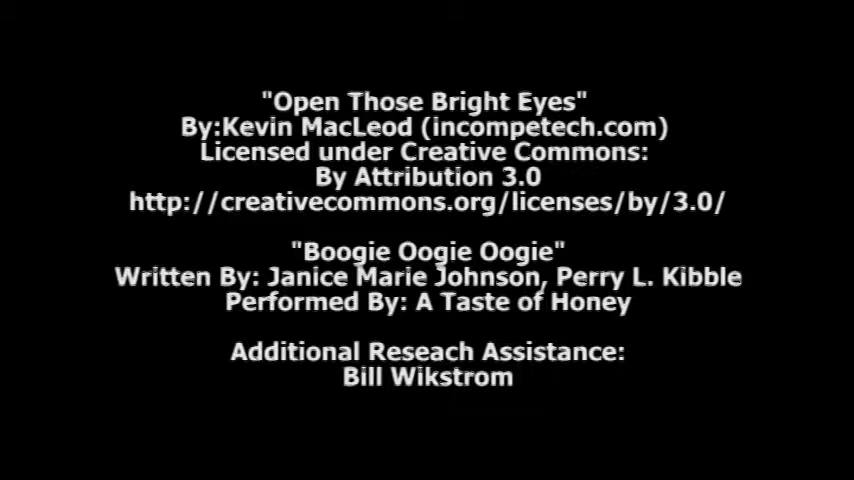 "Open Those Bright Eyes"
By:Kevin MacLeod (incompetech.com)
Licensed under Creative Commons:
By Attribution 3.0
http://creativecommons.org/licenses/by/3.0/
"Boogie Oogie Oogie"
Written By: Janice Marie Johnson, Perry L. Kibble
Performed By: A Taste of Honey
Additional Reseach Assistance:
Bill Wikstrom